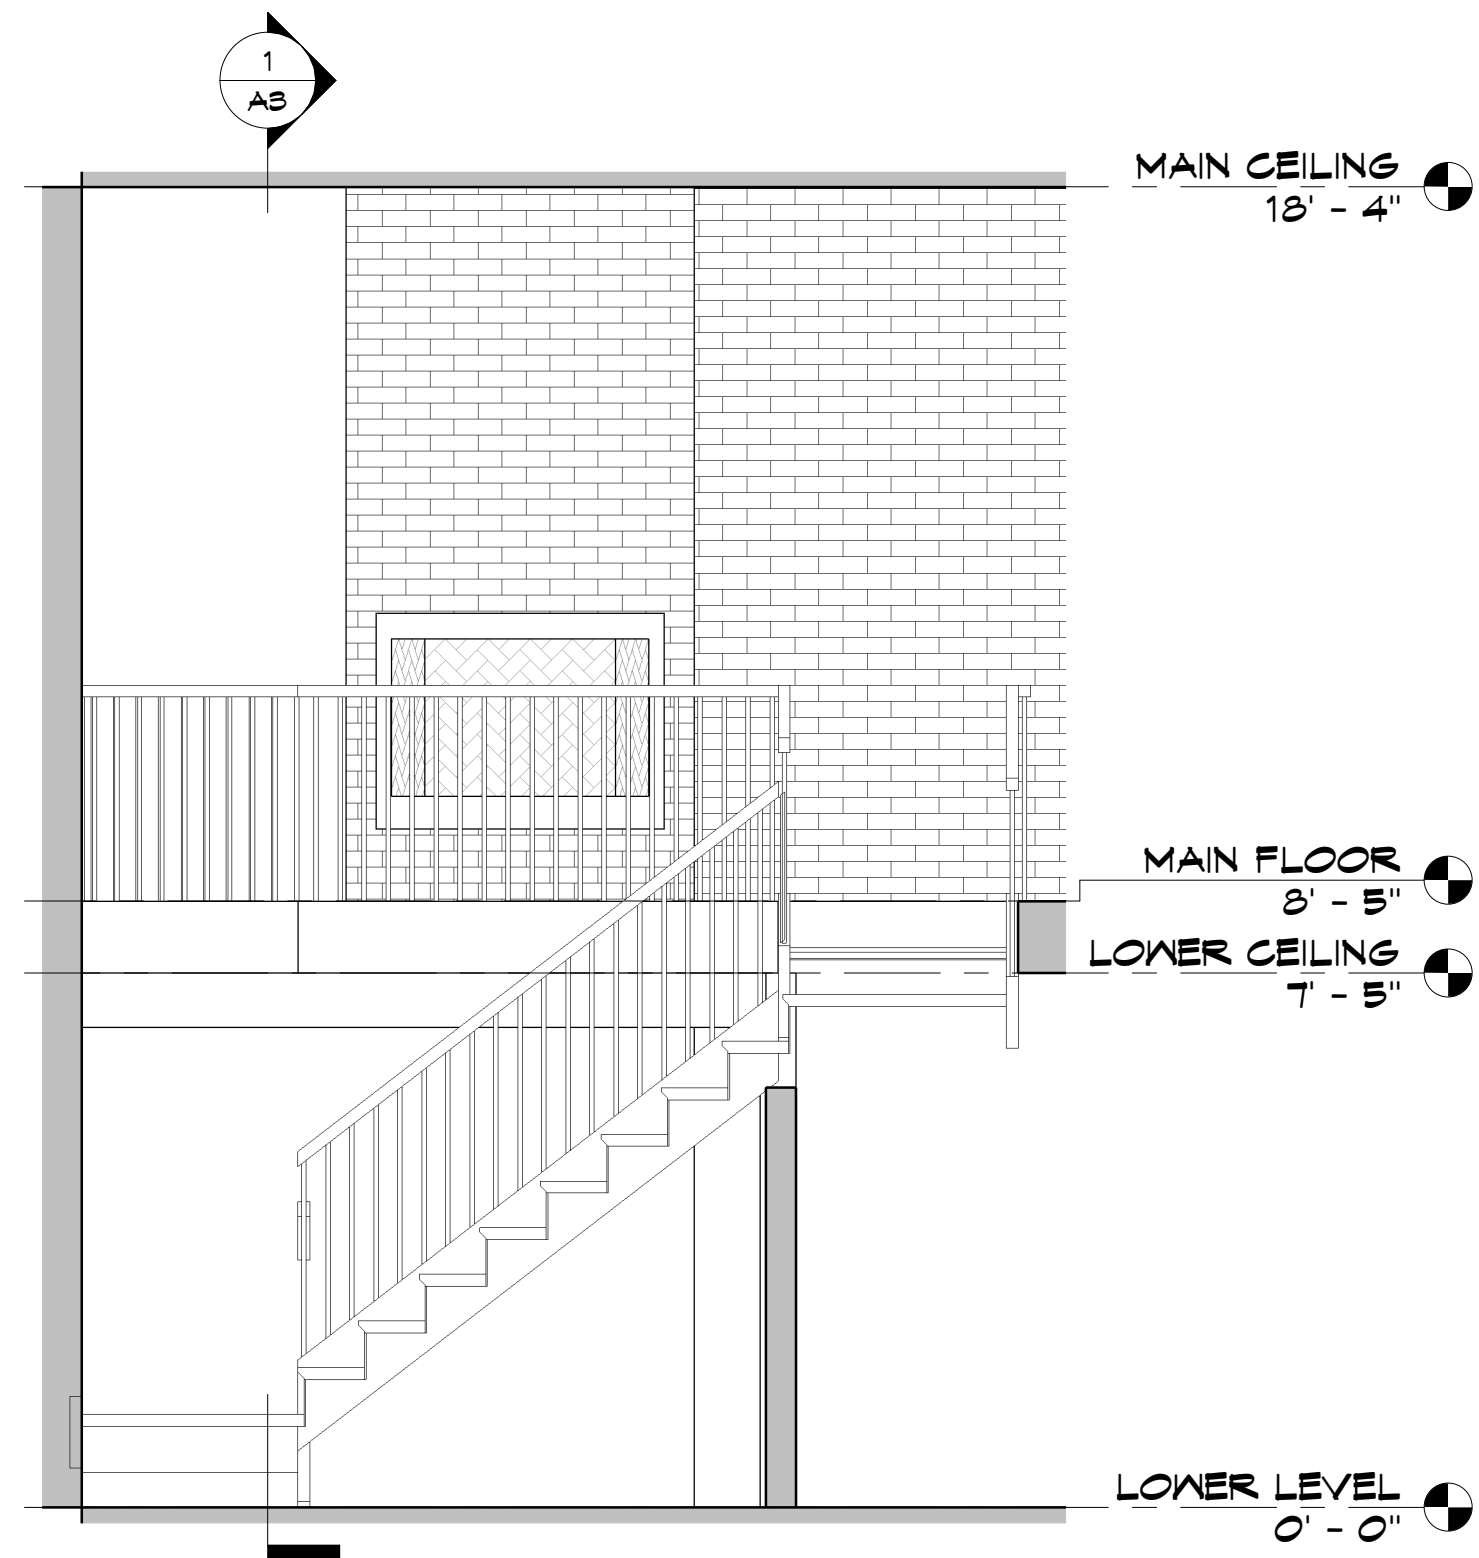 1
A3
MAIN CEILING
18' - 4"
MAIN FLOOR
8' - 5"
LOWER CEILING
7' - 5"
LOWER LEVEL
0' - 0"